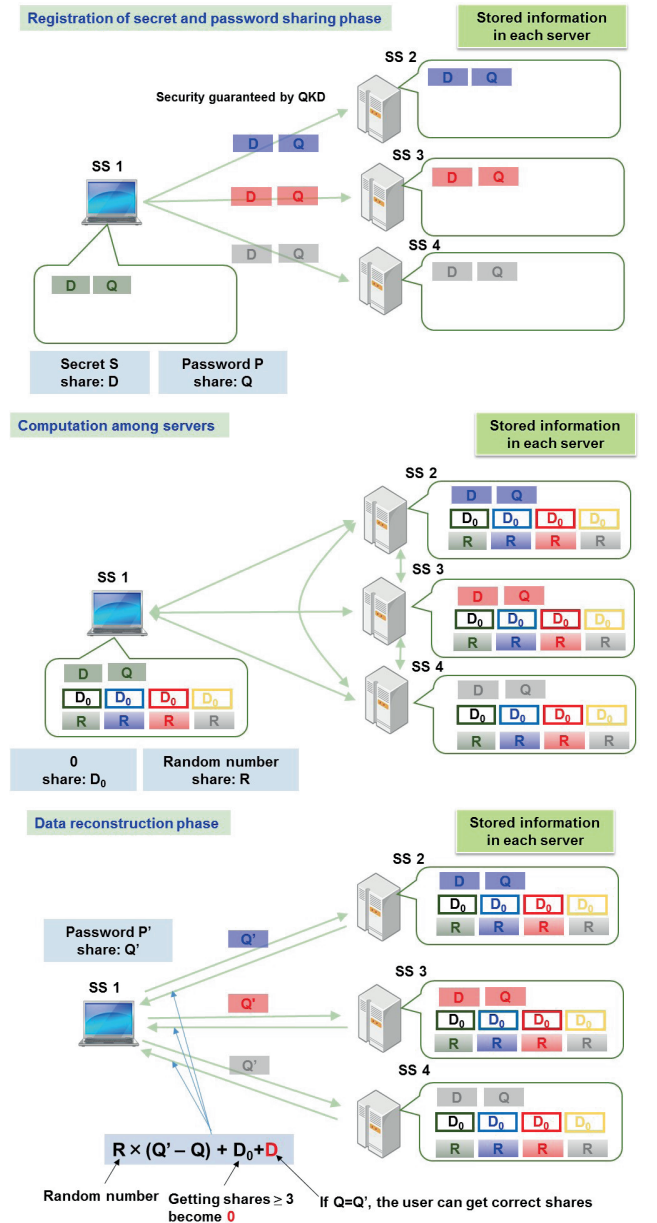 Registration of secret and password sharing phase
Stored information
in each server
SS 2
D Q
Security guaranteed by QKD
D Q
SS 1
SS 3
D Q
D Q
SS 4
D Q
D Q
D Q
Secret S
share: D
Password P
share: Q
Computation among servers
Stored information
in each server
SS 2
D Q
D₀ D₀ D₀ D₀
R R R R
SS 1
SS 3
D Q
D₀ D₀ D₀ D₀
R R R R
SS 4
D Q
D₀ D₀ D₀ D₀
R R R R
D Q
D₀ D₀ D₀ D₀
R R R R
0
share: D₀
Random number
share: R
Data reconstruction phase
Stored information
in each server
SS 2
D Q
D₀ D₀ D₀ D₀
R R R R
Password P’
share: Q’
Q’
SS 1
SS 3
Q’
D Q
D₀ D₀ D₀ D₀
R R R R
Q’
SS 4
D Q
D₀ D₀ D₀ D₀
R R R R
R × (Q’ – Q) + D₀+D
Random number
Getting shares ≥ 3
become 0
If Q=Q’, the user can get correct shares